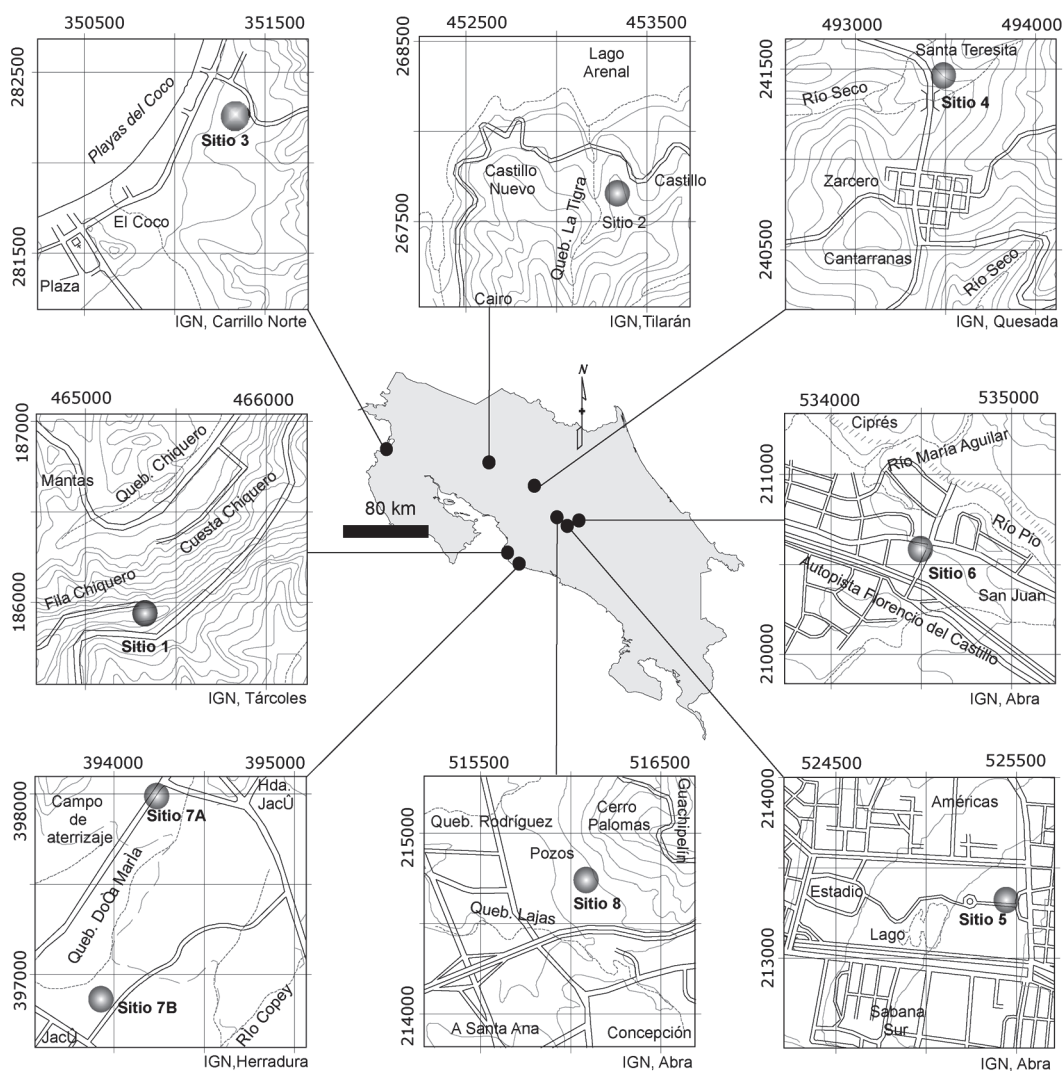 350500
351500
282500
281500
Playas del Coco
Sitio 3
El Coco
Plaza
IGN, Carrillo Norte
452500
453500
268500
267500
Lago
Arenal
Castillo
Nuevo
Castillo
Queb. La Tigra
Sitio 2
Cairo
IGN,Tilarán
493000
494000
241500
240500
Santa Teresita
Río Seco
Sitio 4
Zarcero
Cantarranas
Río Seco
IGN, Quesada
465000
466000
187000
186000
Mantas
Queb. Chiquero
Cuesta Chiquero
Fila Chiquero
Sitio 1
IGN, Tárcoles
N
80 km
534000
535000
211000
210000
Ciprés
Río María Aguilar
Río Pío
Sitio 6
San Juan
Autopista Florencio del Castillo
IGN, Abra
394000
395000
398000
397000
Campo
de
aterrizaje
Hda.
JacÛ
Sitio 7A
Queb. DoÒa MarÌa
Sitio 7B
JacÛ
Río Copey
IGN,Herradura
515500
516500
215000
214000
Queb. Rodríguez
Cerro
Palomas
Guachipelín
Pozos
Sitio 8
Queb. Lajas
A Santa Ana
Concepción
IGN, Abra
524500
525500
214000
213000
Américas
Estadio
Sitio 5
Lago
Sabana
Sur
IGN, Abra